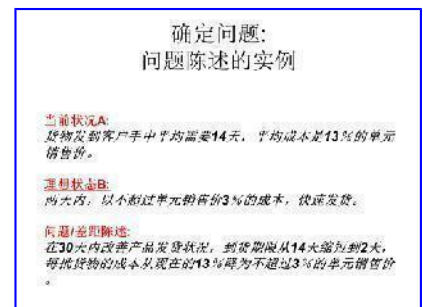 确定问题:
问题陈述的实例
当前状况A:
货物发到客户手中平均需要14天，平均成本是13%的单元
销售价。
理想状态B:
两天内，以不超过单元销售价3%的成本，快速发货。
问题/差距陈述:
在30天内改善产品发货状况，到货期限从14天缩短到2天，
每批货物的成本从现在的13%降为不超过3%的单元销售价
。